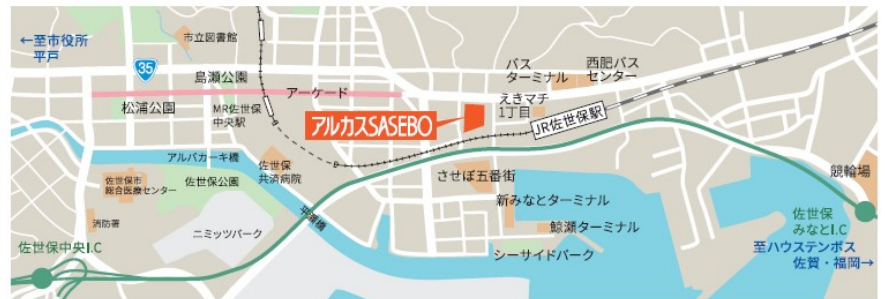 ←至市役所
平戸
市立図書館
35
島瀬公園
アーケード
松浦公園
MR佐世保
中央駅
アルカスSASEBO
バス
ターミナル
西肥バス
センター
えきマチ
1丁目
JR佐世保駅
アルバカーキ橋
佐世保市
総合医療センター
佐世保公園
佐世保
共済病院
させぼ五番街
競輪場
新みなとターミナル
消防署
ニミッツパーク
平瀬橋
鯨瀬ターミナル
佐世保
みなとI.C
佐世保中央I.C
シーサイドパーク
至ハウステンボス
佐賀・福岡→